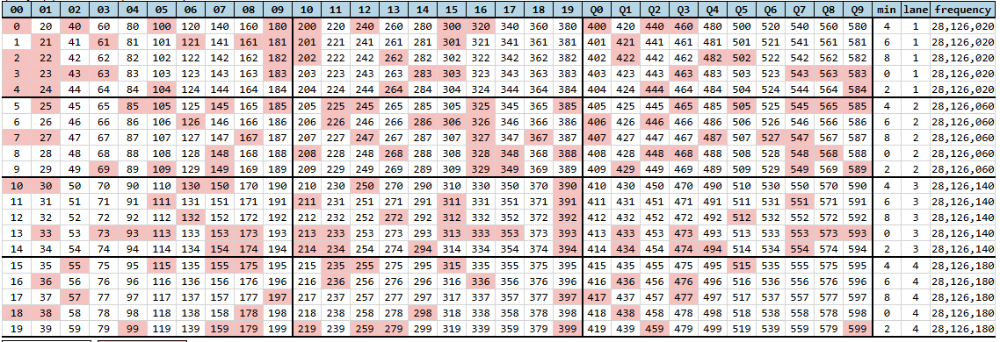 00 01 02 03 04 05 06 07 08 09 10 11 12 13 14 15 16 17 18 19 Q0 Q1 Q2 Q3 Q4 Q5 Q6 Q7 Q8 Q9 min lane frequency
0 20 40 60 80 100 120 140 160 180 200 220 240 260 280 300 320 340 360 380 400 420 440 460 480 500 520 540 560 580 4 1 28,126,020
1 21 41 61 81 101 121 141 161 181 201 221 241 261 281 301 321 341 361 381 401 421 441 461 481 501 521 541 561 581 6 1 28,126,020
2 22 42 62 82 102 122 142 162 182 202 222 242 262 282 302 322 342 362 382 402 422 442 462 482 502 522 542 562 582 8 1 28,126,020
3 23 43 63 83 103 123 143 163 183 203 223 243 263 283 303 323 343 363 383 403 423 443 463 483 503 523 543 563 583 0 1 28,126,020
4 24 44 64 84 104 124 144 164 184 204 224 244 264 284 304 324 344 364 384 404 424 444 464 484 504 524 544 564 584 2 1 28,126,020
5 25 45 65 85 105 125 145 165 185 205 225 245 265 285 305 325 345 365 385 405 425 445 465 485 505 525 545 565 585 4 2 28,126,060
6 26 46 66 86 106 126 146 166 186 206 226 246 266 286 306 326 346 366 386 406 426 446 466 486 506 526 546 566 586 6 2 28,126,060
7 27 47 67 87 107 127 147 167 187 207 227 247 267 287 307 327 347 367 387 407 427 447 467 487 507 527 547 567 587 8 2 28,126,060
8 28 48 68 88 108 128 148 168 188 208 228 248 268 288 308 328 348 368 388 408 428 448 468 488 508 528 548 568 588 0 2 28,126,060
9 29 49 69 89 109 129 149 169 189 209 229 249 269 289 309 329 349 369 389 409 429 449 469 489 509 529 549 569 589 2 2 28,126,060
10 30 50 70 90 110 130 150 170 190 210 230 250 270 290 310 330 350 370 390 410 430 450 470 490 510 530 550 570 590 4 3 28,126,140
11 31 51 71 91 111 131 151 171 191 211 231 251 271 291 311 331 351 371 391 411 431 451 471 491 511 531 551 571 591 6 3 28,126,140
12 32 52 72 92 112 132 152 172 192 212 232 252 272 292 312 332 352 372 392 412 432 452 472 492 512 532 552 572 592 8 3 28,126,140
13 33 53 73 93 113 133 153 173 193 213 233 253 273 293 313 333 353 373 393 413 433 453 473 493 513 533 553 573 593 0 3 28,126,140
14 34 54 74 94 114 134 154 174 194 214 234 254 274 294 314 334 354 374 394 414 434 454 474 494 514 534 554 574 594 2 3 28,126,140
15 35 55 75 95 115 135 155 175 195 215 235 255 275 295 315 335 355 375 395 415 435 455 475 495 515 535 555 575 595 4 4 28,126,180
16 36 56 76 96 116 136 156 176 196 216 236 256 276 296 316 336 356 376 396 416 436 456 476 496 516 536 556 576 596 6 4 28,126,180
17 37 57 77 97 117 137 157 177 197 217 237 257 277 297 317 337 357 377 397 417 437 457 477 497 517 537 557 577 597 8 4 28,126,180
18 38 58 78 98 118 138 158 178 198 218 238 258 278 298 318 338 358 378 398 418 438 458 478 498 518 538 558 578 598 0 4 28,126,180
19 39 59 79 99 119 139 159 179 199 219 239 259 279 299 319 339 359 379 399 419 439 459 479 499 519 539 559 579 599 2 4 28,126,180